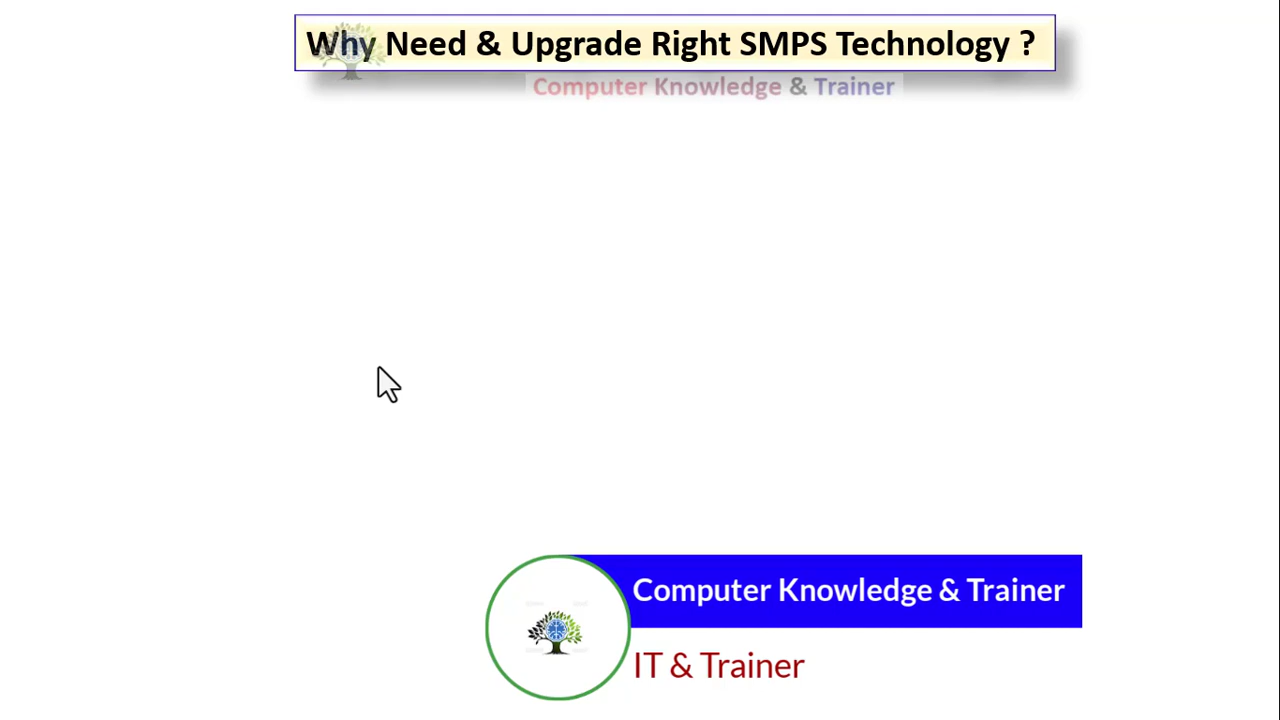 Why Need & Upgrade Right SMPS Technology ?
Computer Knowledge & Trainer
Computer Knowledge & Trainer
IT & Trainer